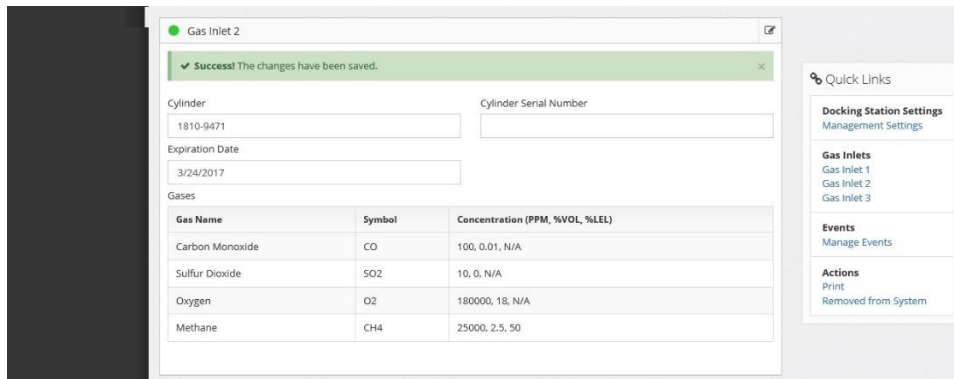 Gas Inlet 2
Success! The changes have been saved.
×
Cylinder
Cylinder Serial Number
1810-9471
Expiration Date
3/24/2017
Gases
Gas Name Symbol Concentration (PPM, %VOL, %LEL)
Carbon Monoxide CO 100, 0.01, N/A
Sulfur Dioxide SO2 10, 0, N/A
Oxygen O2 180000, 18, N/A
Methane CH4 25000, 2.5, 50
Quick Links
Docking Station Settings
Management Settings
Gas Inlets
Gas Inlet 1
Gas Inlet 2
Gas Inlet 3
Events
Manage Events
Actions
Print
Removed from System